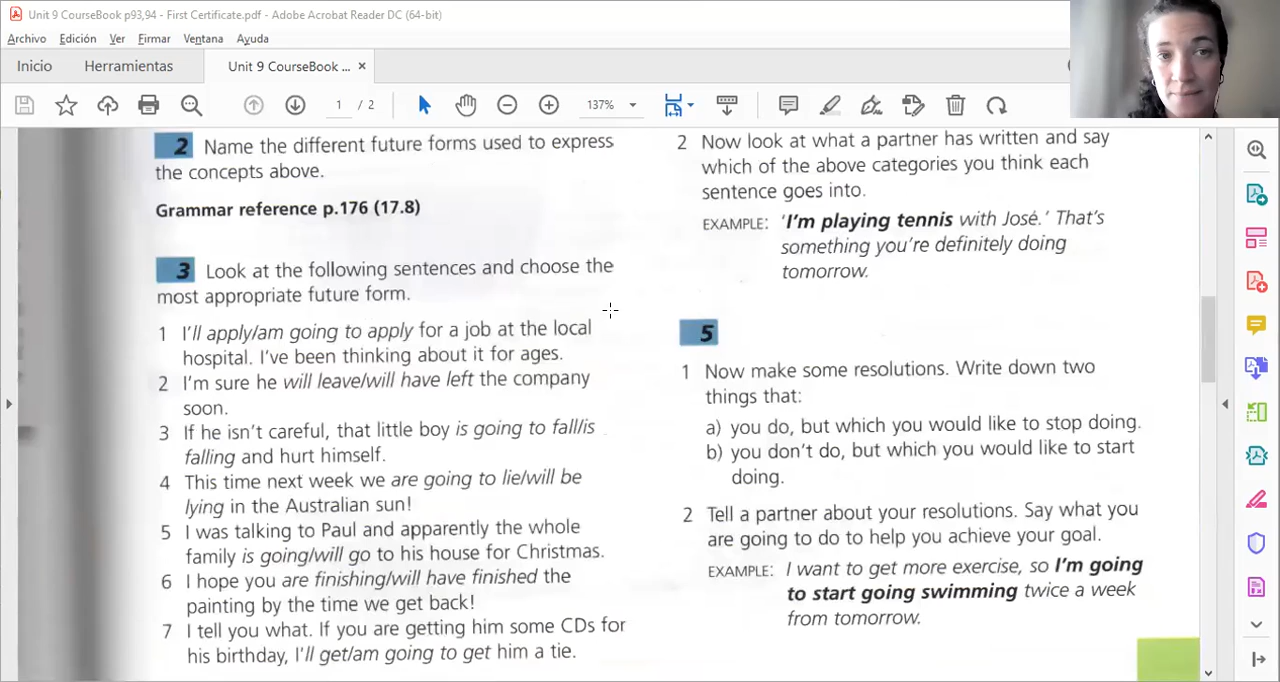 Unit 9 CourseBook p93,94 - First Certificate.pdf - Adobe Acrobat Reader DC (64-bit)
Archivo Edición Ver Firmar Ventana Ayuda
Inicio Herramientas Unit 9 CourseBook ... ×
1 / 2 137%
2 Name the different future forms used to express
the concepts above.
Grammar reference p.176 (17.8)
3 Look at the following sentences and choose the
most appropriate future form.
1 I'll apply/am going to apply for a job at the local
hospital. I've been thinking about it for ages.
2 I'm sure he will leave/will have left the company
soon.
3 If he isn't careful, that little boy is going to fall/is
falling and hurt himself.
4 This time next week we are going to lie/will be
lying in the Australian sun!
5 I was talking to Paul and apparently the whole
family is going/will go to his house for Christmas.
6 I hope you are finishing/will have finished the
painting by the time we get back!
7 I tell you what. If you are getting him some CDs for
his birthday, I'll get/am going to get him a tie.
2 Now look at what a partner has written and say
which of the above categories you think each
sentence goes into.
EXAMPLE: 'I'm playing tennis with José.' That's
something you're definitely doing
tomorrow.
5
1 Now make some resolutions. Write down two
things that:
a) you do, but which you would like to stop doing.
b) you don't do, but which you would like to start
doing.
2 Tell a partner about your resolutions. Say what you
are going to do to help you achieve your goal.
EXAMPLE: I want to get more exercise, so I'm going
to start going swimming twice a week
from tomorrow.